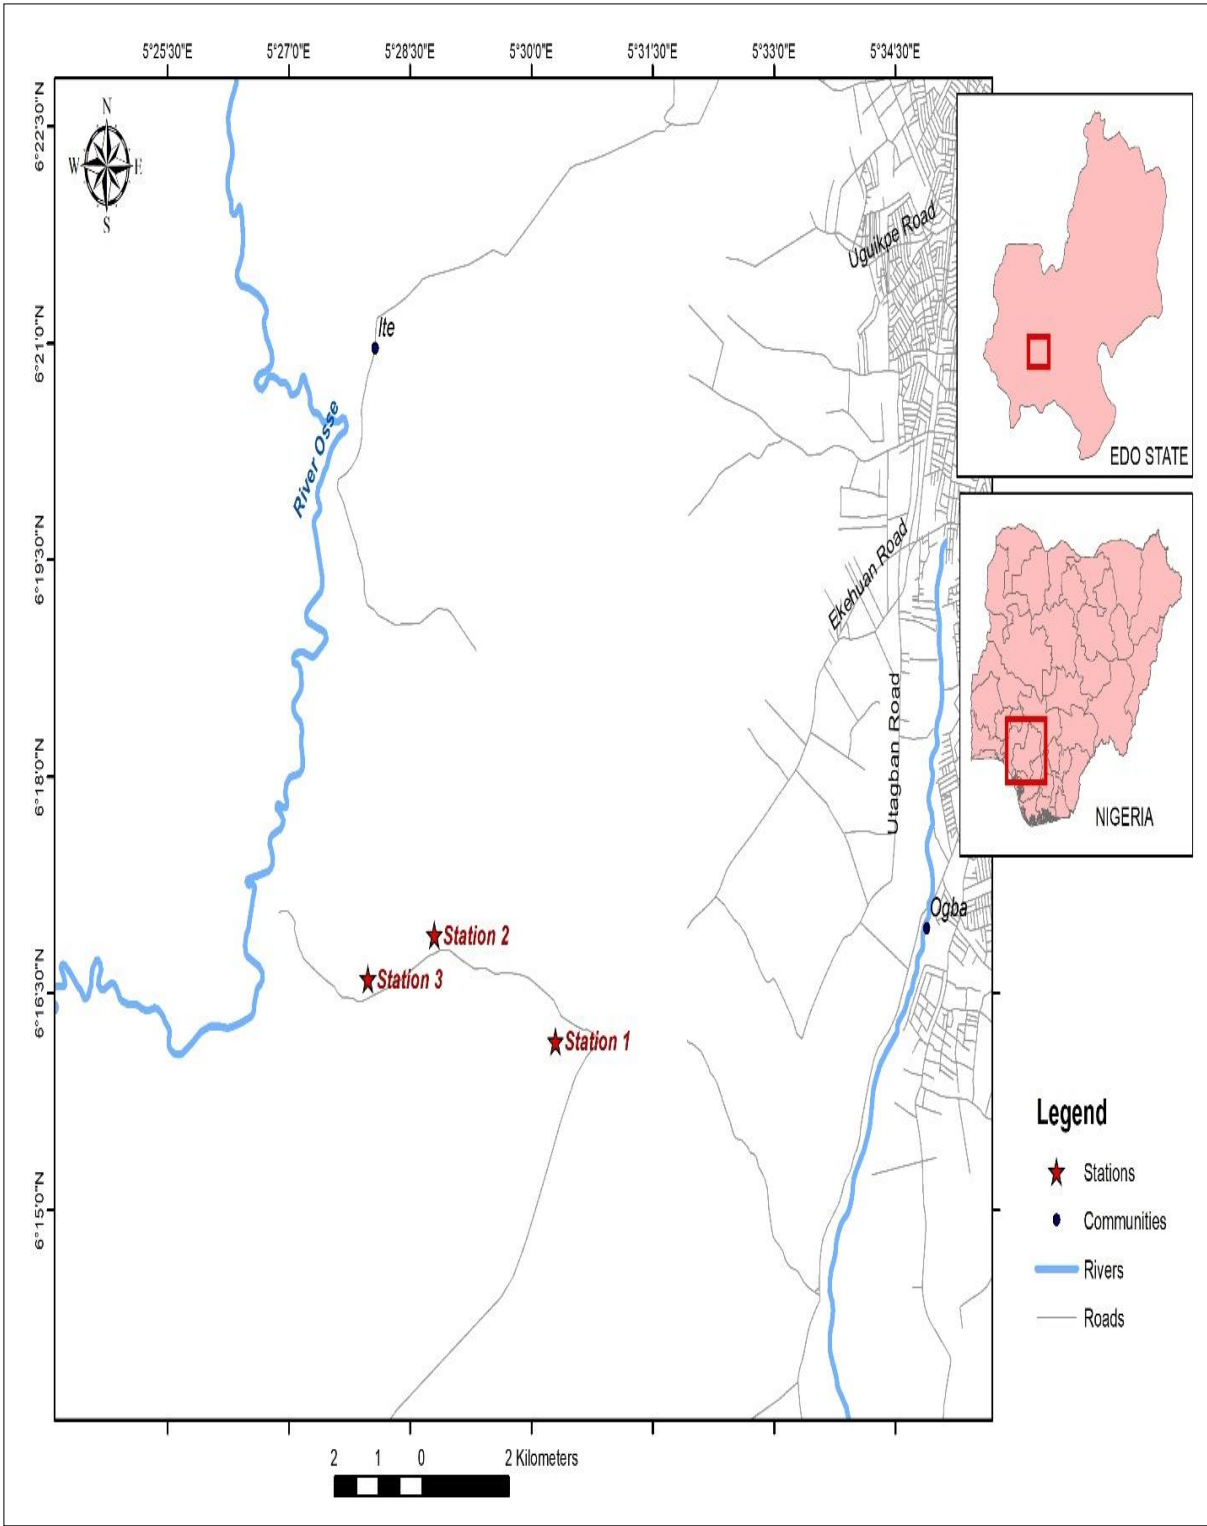 5°25'30"E 5°27'0"E 5°28'30"E 5°30'0"E 5°31'30"E 5°33'0"E 5°34'30"E
6°22'30"N
6°21'0"N
6°19'30"N
6°18'0"N
6°16'30"N
6°15'0"N
N
W E
S
Ite
River Osse
Uguikpe Road
Ekehuan Road
Utagban Road
Ogba
Station 2
Station 3
Station 1
EDO STATE
NIGERIA
Legend
Stations
Communities
Rivers
Roads
2 1 0 2 Kilometers